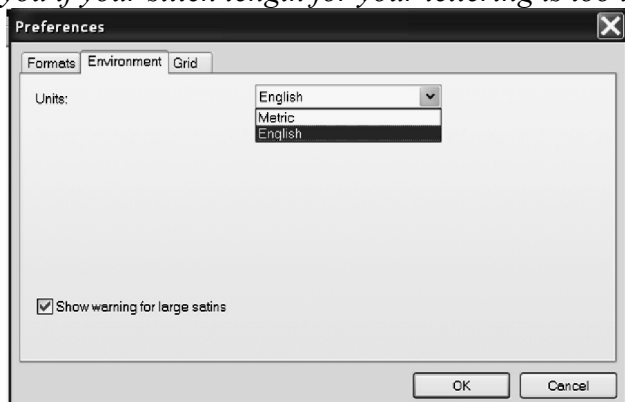 you if your stitch length for your lettering is too
Preferences
Formats Environment Grid
Units: English
Metric
English
Show warning for large satins
OK Cancel